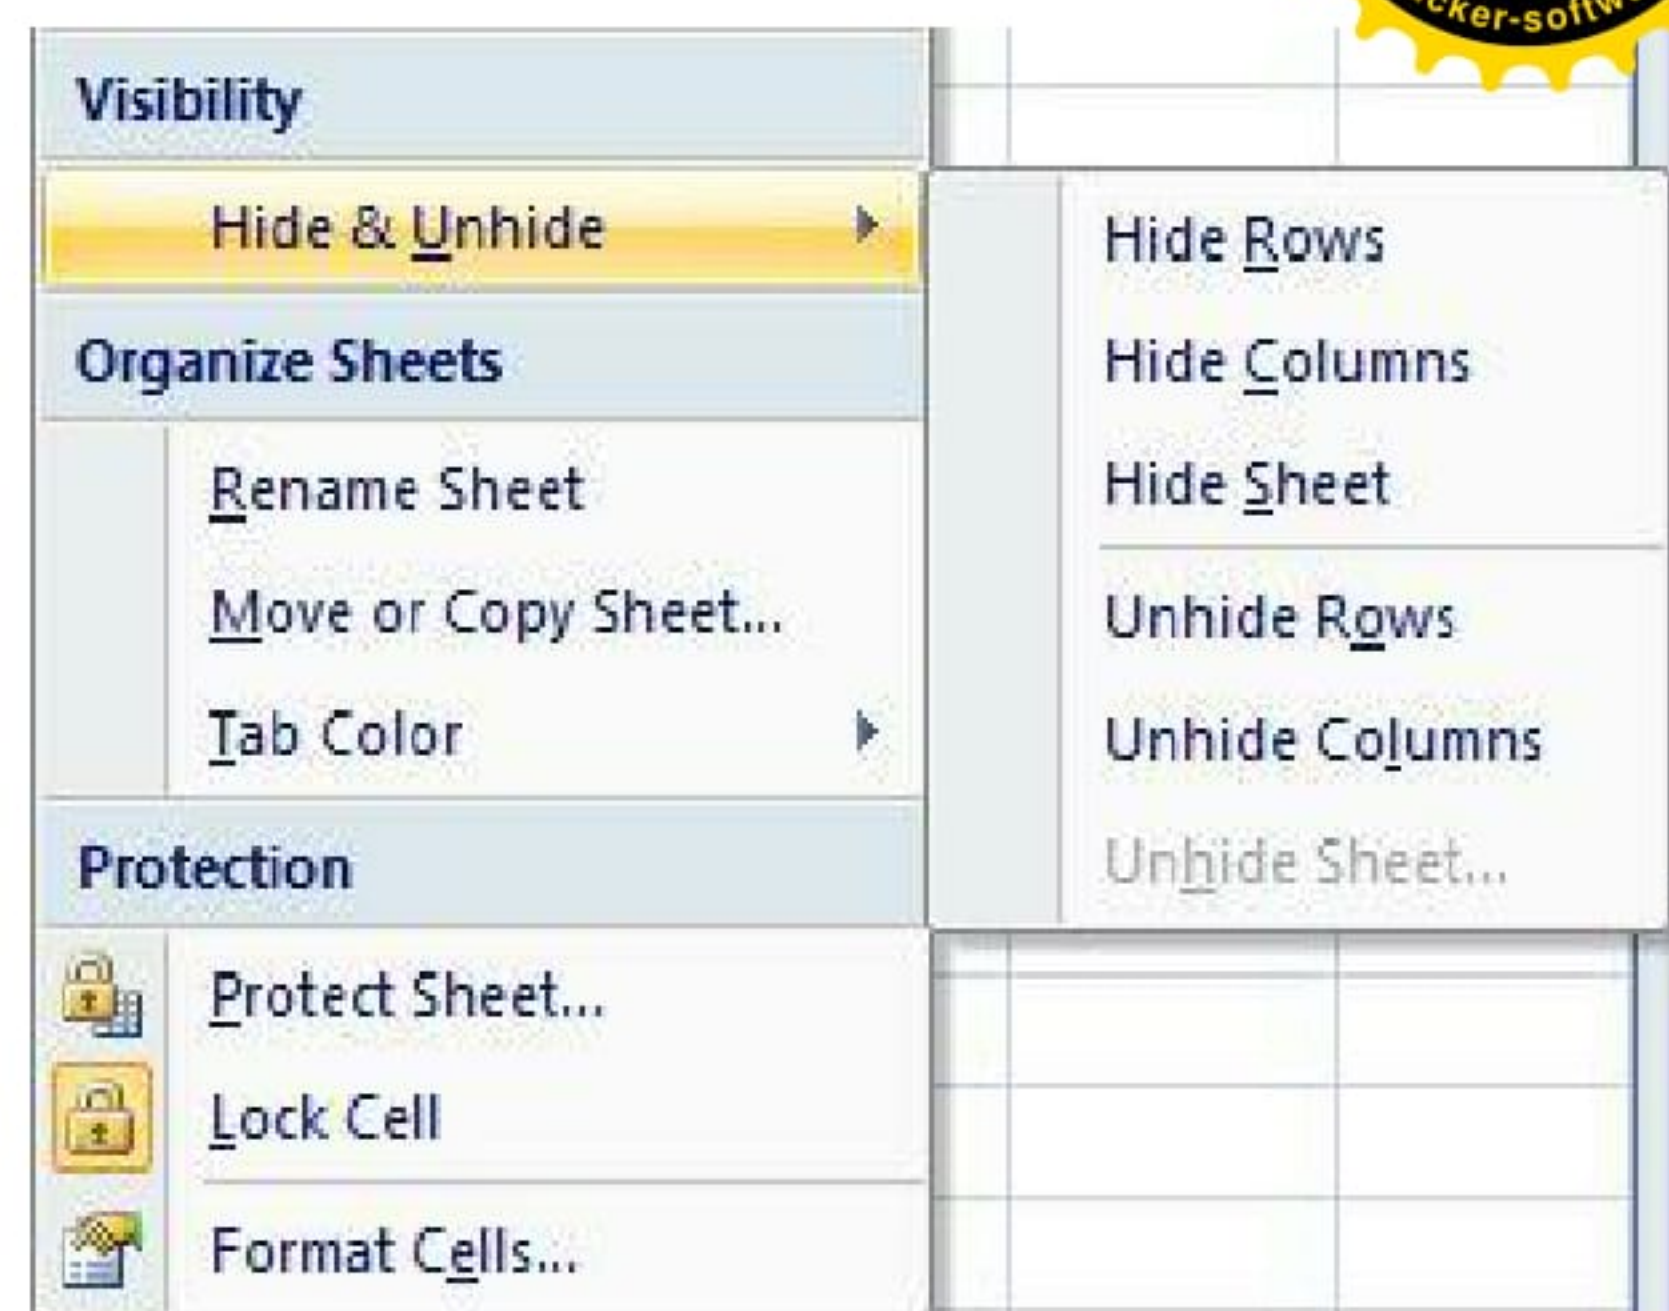 Visibility
Hide & Unhide
Organize Sheets
Rename Sheet
Move or Copy Sheet...
Tab Color
Protection
Protect Sheet...
Lock Cell
Format Cells...
Hide Rows
Hide Columns
Hide Sheet
Unhide Rows
Unhide Columns
Unhide Sheet...